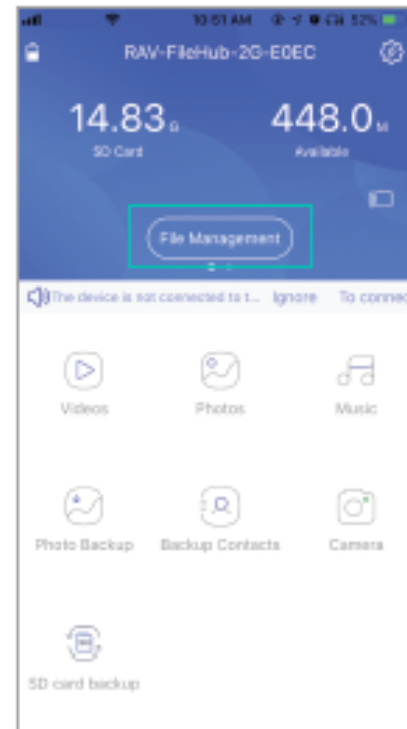 10:51 AM 52%
RAV-FileHub-2G-E0EC
14.83 G 448.0 M
SD Card Available
File Management
The device is not connected to t... Ignore To connec
Videos Photos Music
Photo Backup Backup Contacts Camera
SD card backup